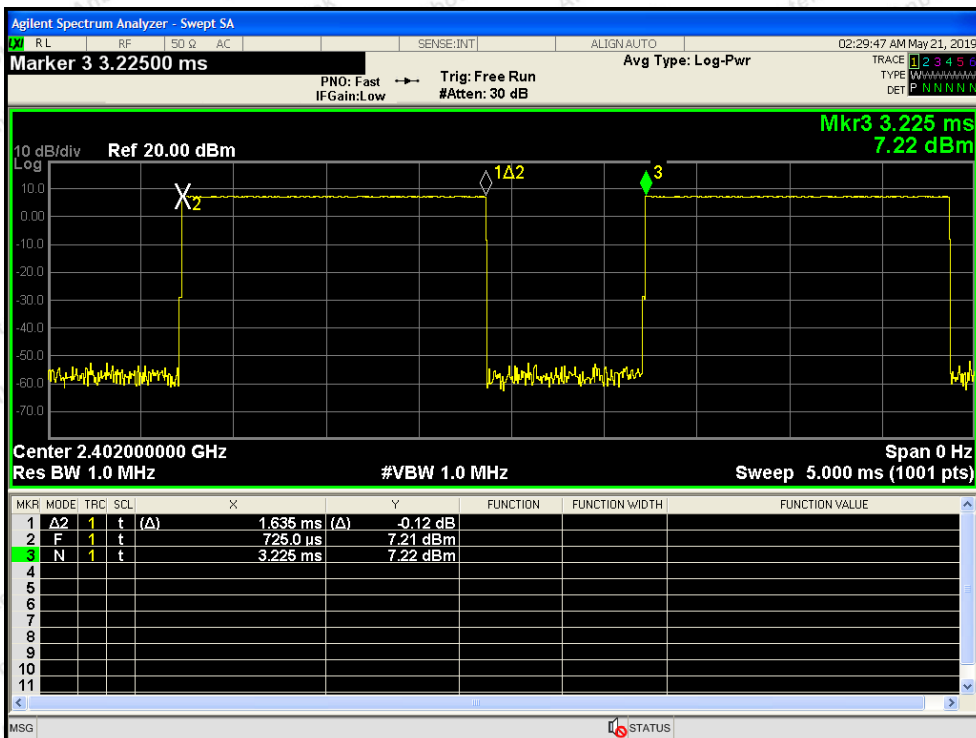 Agilent Spectrum Analyzer - Swept SA
LXI RL RF 50 Ω AC SENSE:INT ALIGN AUTO 02:29:47 AM May 21, 2019
Marker 3 3.22500 ms
PNO: Fast
IFGain:Low
Trig: Free Run
#Atten: 30 dB
Avg Type: Log-Pwr
TRACE 1 2 3 4 5 6
TYPE WWWWWW
DET P N N N N N
Mkr3 3.225 ms
7.22 dBm
10 dB/div Ref 20.00 dBm
Log
1Δ2
3
2
10.0
0.00
-10.0
-20.0
-30.0
-40.0
-50.0
-60.0
-70.0
Center 2.402000000 GHz Span 0 Hz
Res BW 1.0 MHz #VBW 1.0 MHz Sweep 5.000 ms (1001 pts)
MKR MODE TRC SCL X Y FUNCTION FUNCTION WIDTH FUNCTION VALUE
1 Δ2 1 t (Δ) 1.635 ms (Δ) -0.12 dB
2 F 1 t 725.0 µs 7.21 dBm
3 N 1 t 3.225 ms 7.22 dBm
4
5
6
7
8
9
10
11
MSG STATUS